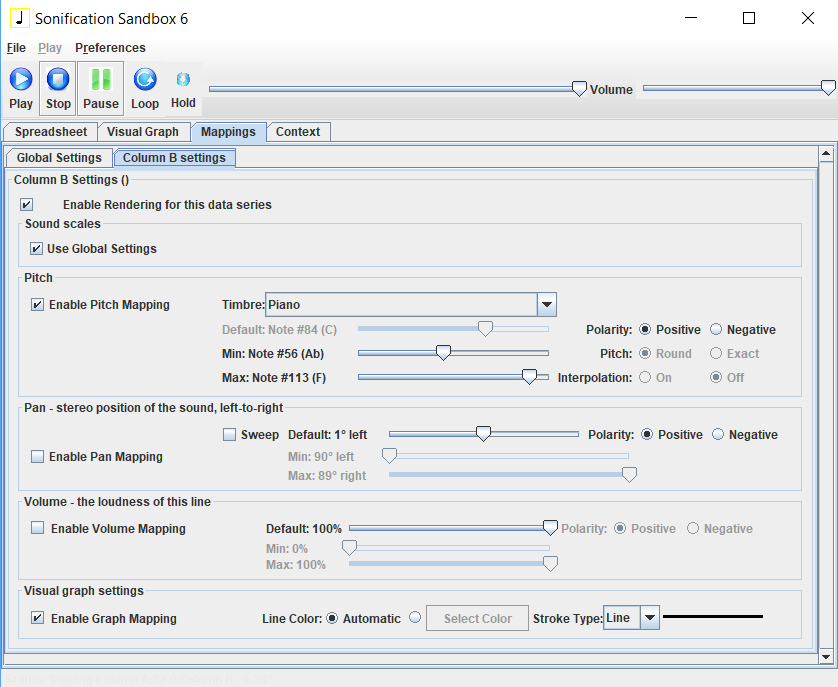 Sonification Sandbox 6
File Play Preferences
Play Stop Pause Loop Hold Volume
Spreadsheet Visual Graph Mappings Context
Global Settings Column B settings
Column B Settings ()
Enable Rendering for this data series
Sound scales
Use Global Settings
Pitch
Enable Pitch Mapping Timbre: Piano
Default: Note #84 (C) Polarity: Positive Negative
Min: Note #56 (Ab) Pitch: Round Exact
Max: Note #113 (F) Interpolation: On Off
Pan - stereo position of the sound, left-to-right
Sweep Default: 1° left Polarity: Positive Negative
Enable Pan Mapping Min: 90° left
Max: 89° right
Volume - the loudness of this line
Enable Volume Mapping Default: 100% Polarity: Positive Negative
Min: 0%
Max: 100%
Visual graph settings
Enable Graph Mapping Line Color: Automatic Select Color Stroke Type: Line